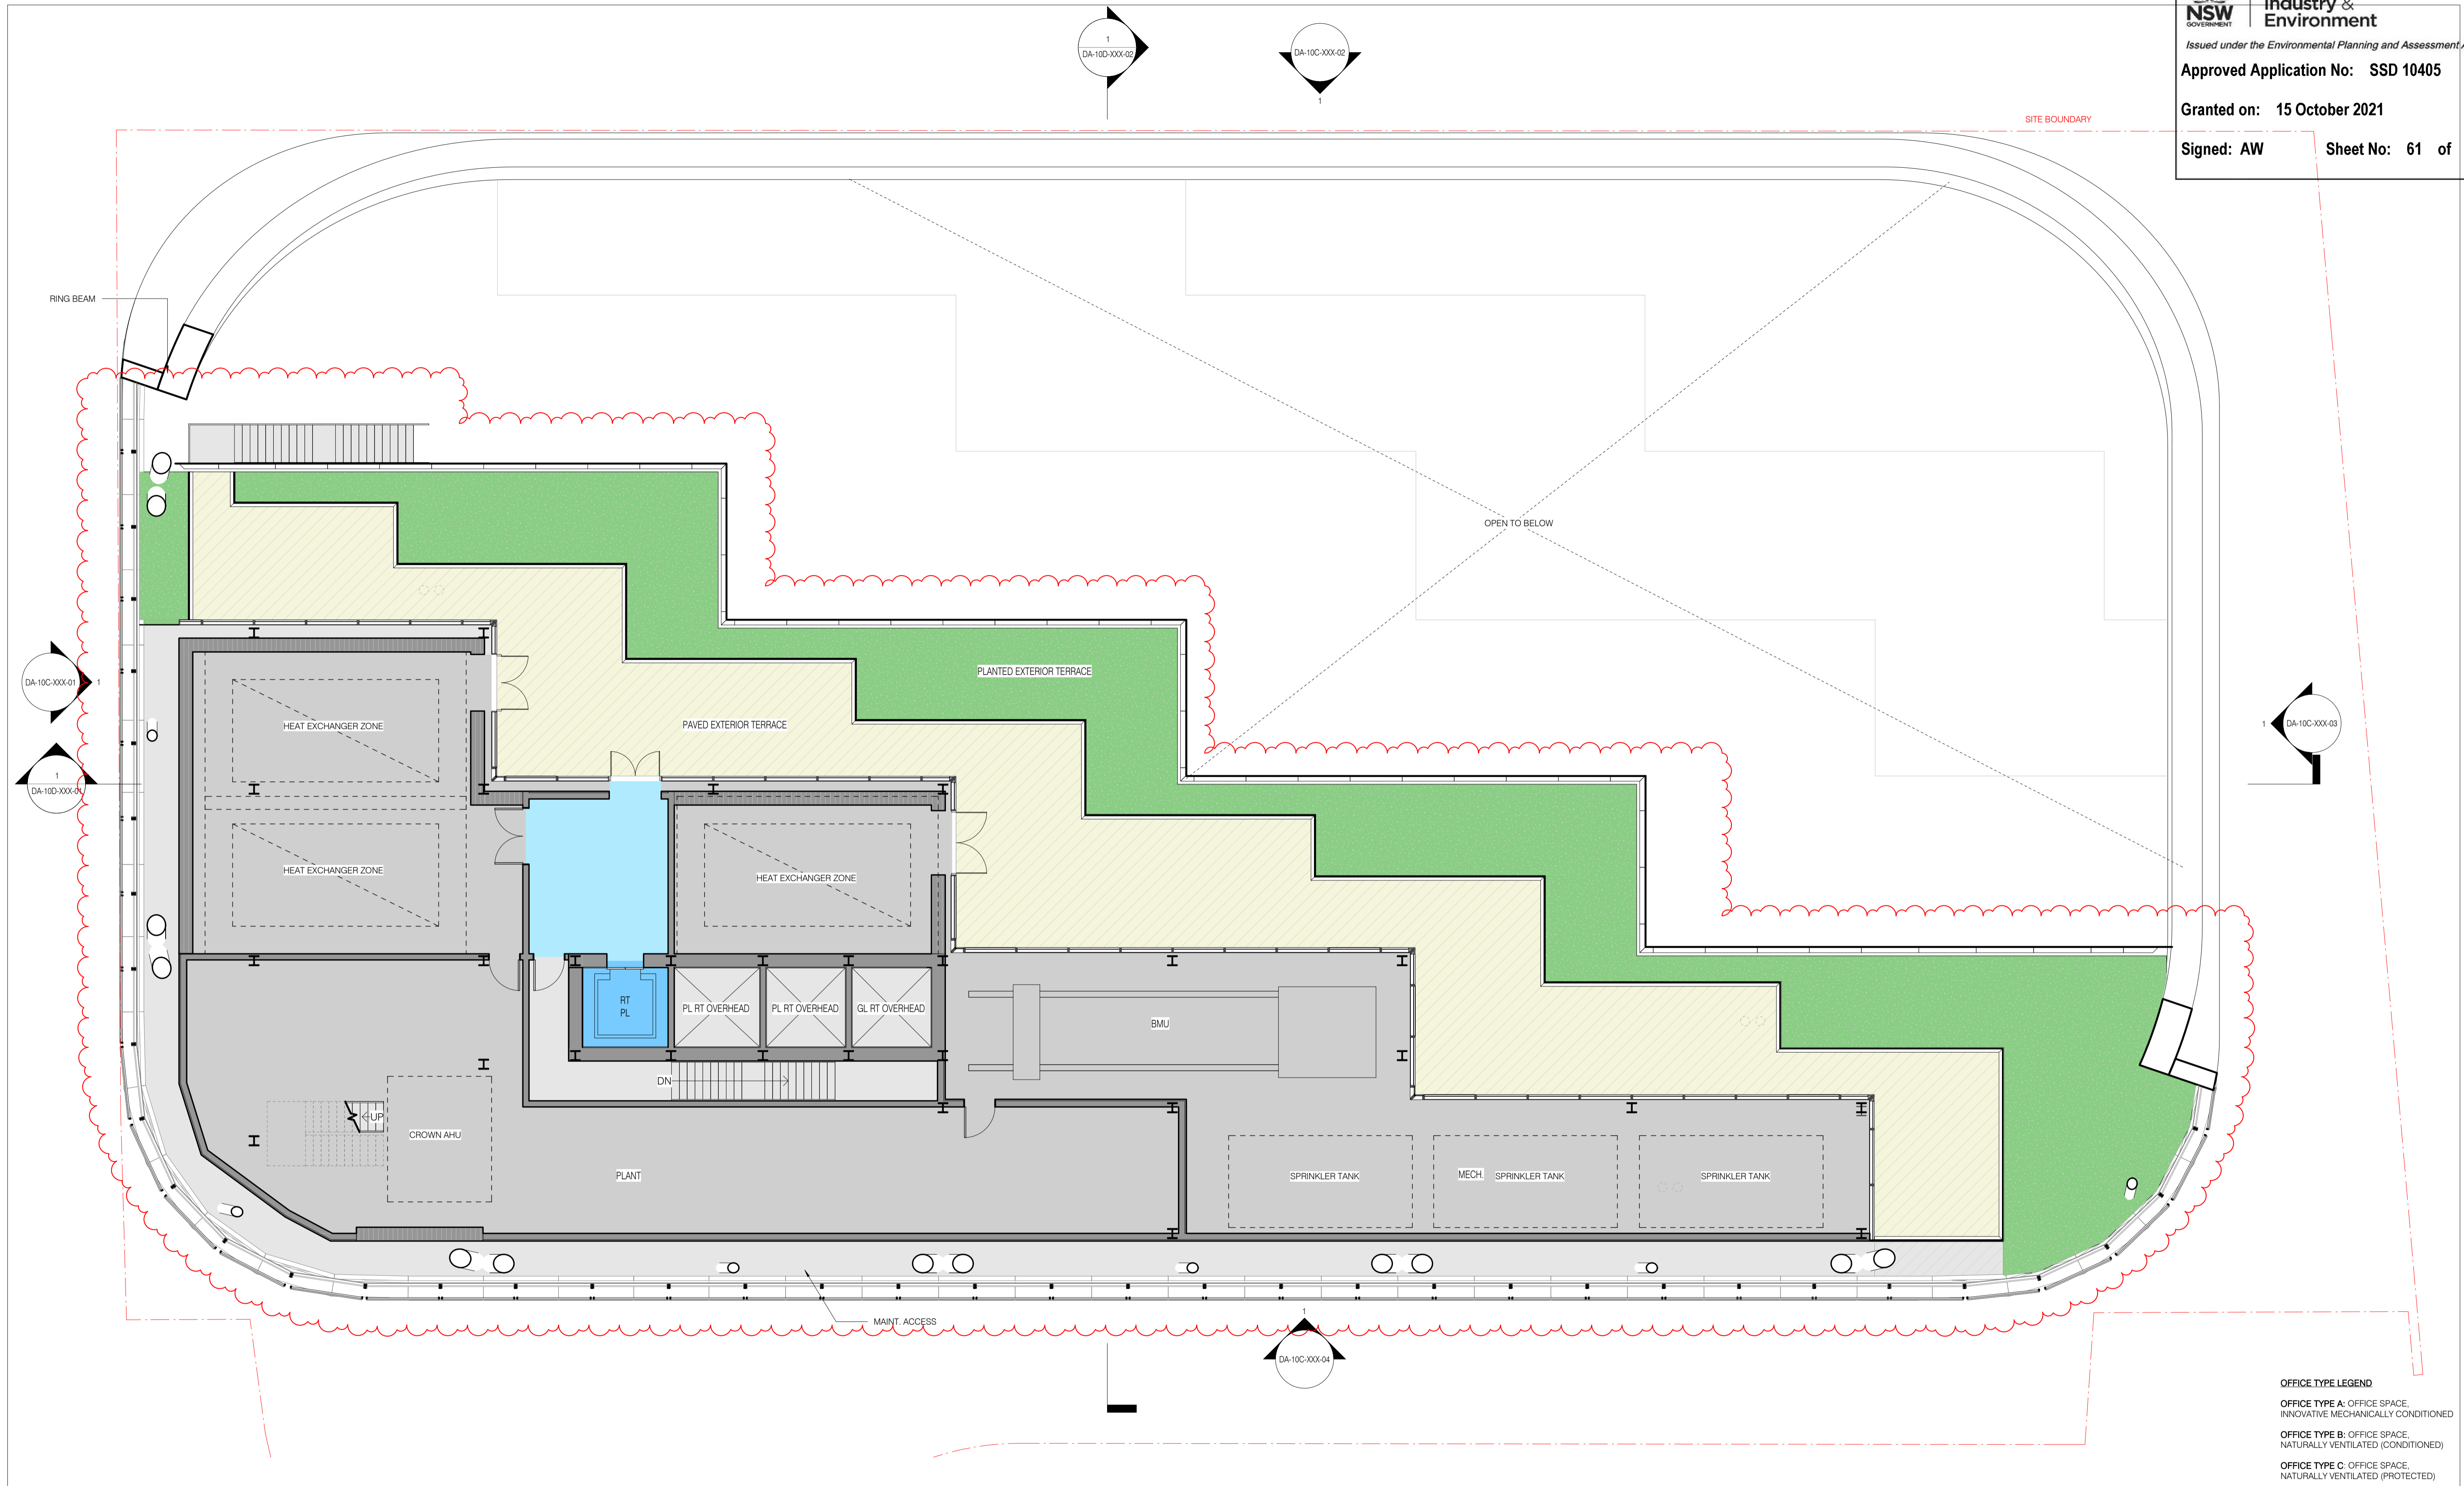 NSW
GOVERNMENT
Industry &
Environment
Issued under the Environmental Planning and Assessment
Approved Application No: SSD 10405
Granted on: 15 October 2021
Signed: AW Sheet No: 61 of
1
DA-10D-XXX-02
DA-10C-XXX-02
1
SITE BOUNDARY
RING BEAM
OPEN TO BELOW
PLANTED EXTERIOR TERRACE
DA-10C-XXX-01
1
HEAT EXCHANGER ZONE
PAVED EXTERIOR TERRACE
1
DA-10C-XXX-03
1
DA-10D-XXX-01
HEAT EXCHANGER ZONE
HEAT EXCHANGER ZONE
RT
PL
PL RT OVERHEAD
PL RT OVERHEAD
GL RT OVERHEAD
BMU
DN
UP
CROWN AHU
PLANT
SPRINKLER TANK
MECH.
SPRINKLER TANK
SPRINKLER TANK
MAINT. ACCESS
1
DA-10C-XXX-04
OFFICE TYPE LEGEND
OFFICE TYPE A: OFFICE SPACE,
INNOVATIVE MECHANICALLY CONDITIONED
OFFICE TYPE B: OFFICE SPACE,
NATURALLY VENTILATED (CONDITIONED)
OFFICE TYPE C: OFFICE SPACE,
NATURALLY VENTILATED (PROTECTED)